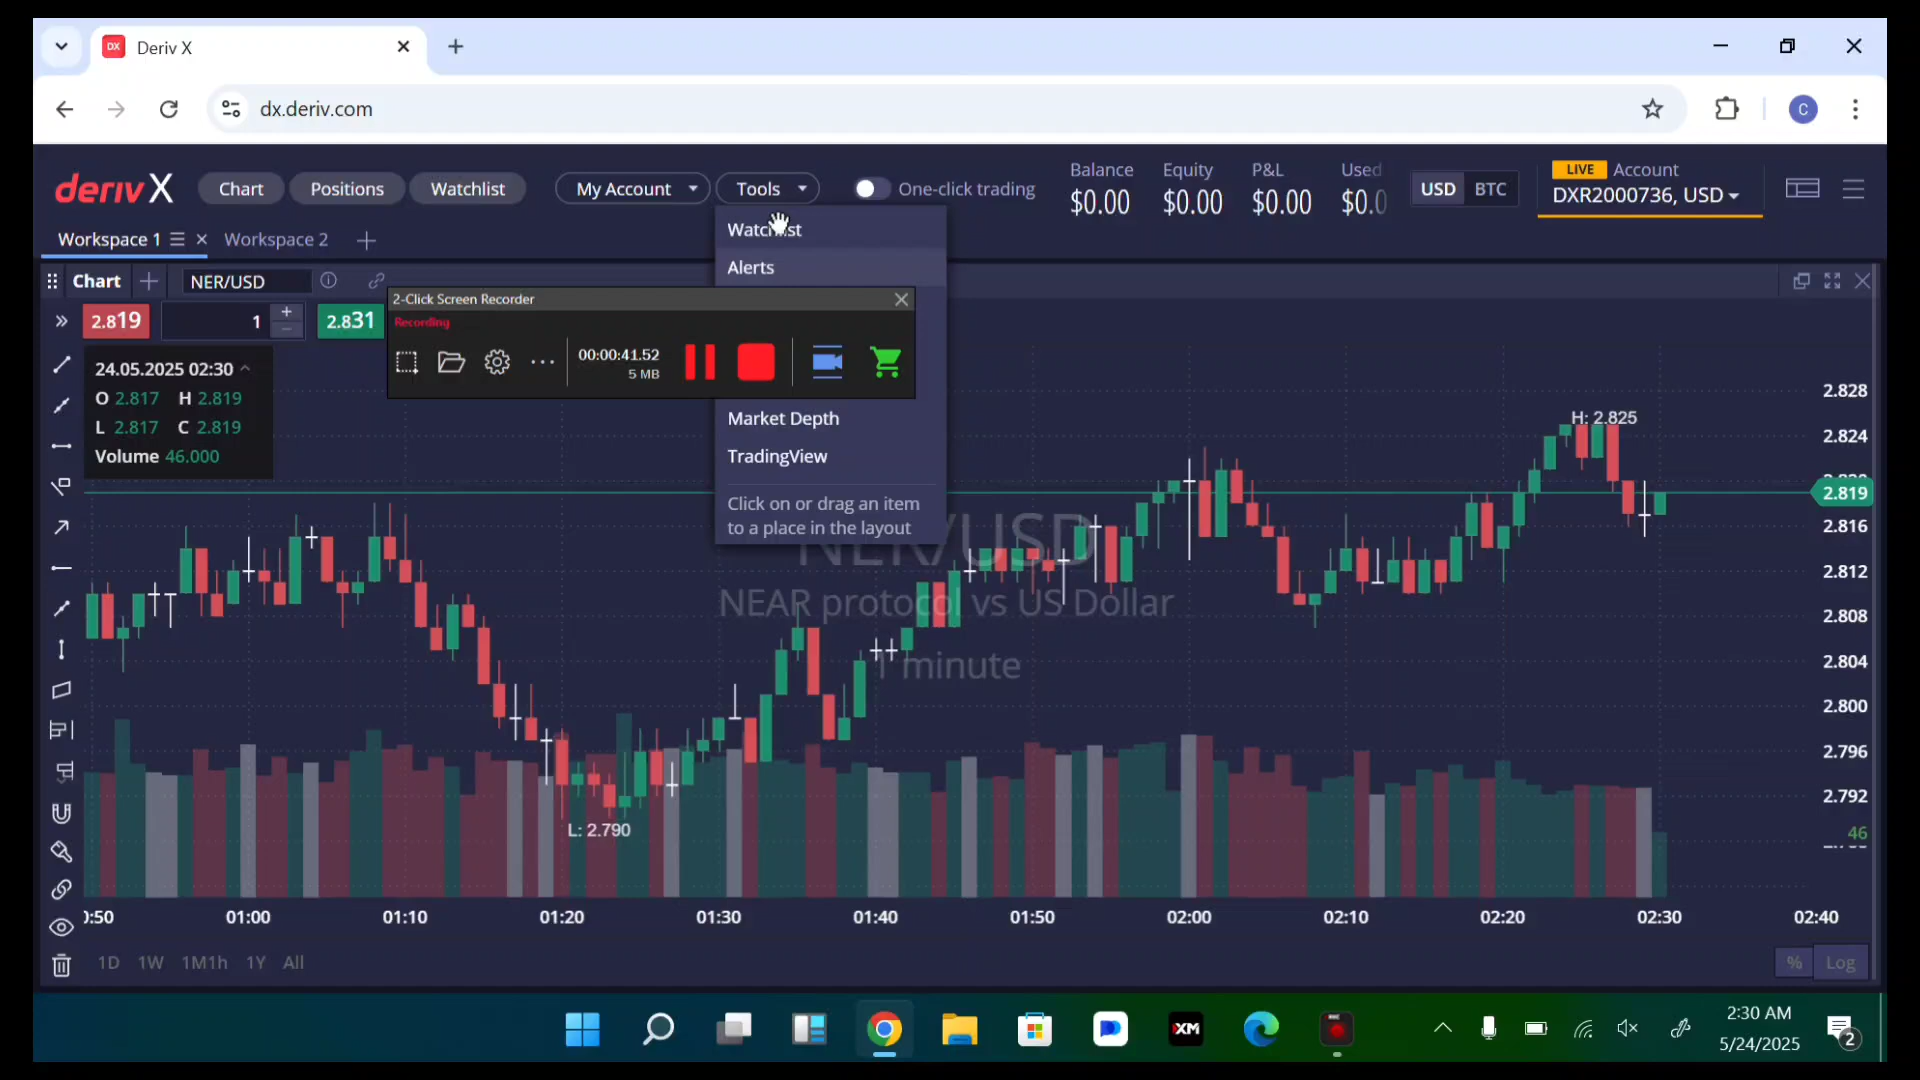 Deriv X
dx.deriv.com
C
deriv X
Chart
Positions
Watchlist
My Account
Tools
One-click trading
Balance
$0.00
Equity
$0.00
P&L
$0.00
Used
$0.0
USD
BTC
LIVE
Account
DXR2000736, USD
Workspace 1
Workspace 2
Watchlist
Alerts
Chart
NER/USD
2-Click Screen Recorder
Recording
2.819
1
2.831
00:00:41.52
5 MB
24.05.2025 02:30
O 2.817 H 2.819
L 2.817 C 2.819
Volume 46.000
Market Depth
TradingView
Click on or drag an item
to a place in the layout
NER/USD
NEAR protocol vs US Dollar
1 minute
H: 2.825
L: 2.790
2.828
2.824
2.819
2.816
2.812
2.808
2.804
2.800
2.796
2.792
46
0:50
01:00
01:10
01:20
01:30
01:40
01:50
02:00
02:10
02:20
02:30
02:40
1D
1W
1M1h
1Y
All
%
Log
XM
2:30 AM
5/24/2025
2